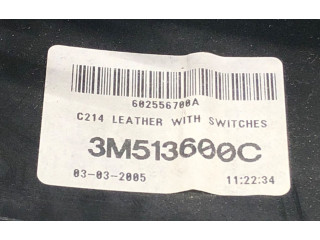 602556700A
C214 LEATHER WITH SWITCHES
3M513600C
03-03-2005 11:22:34